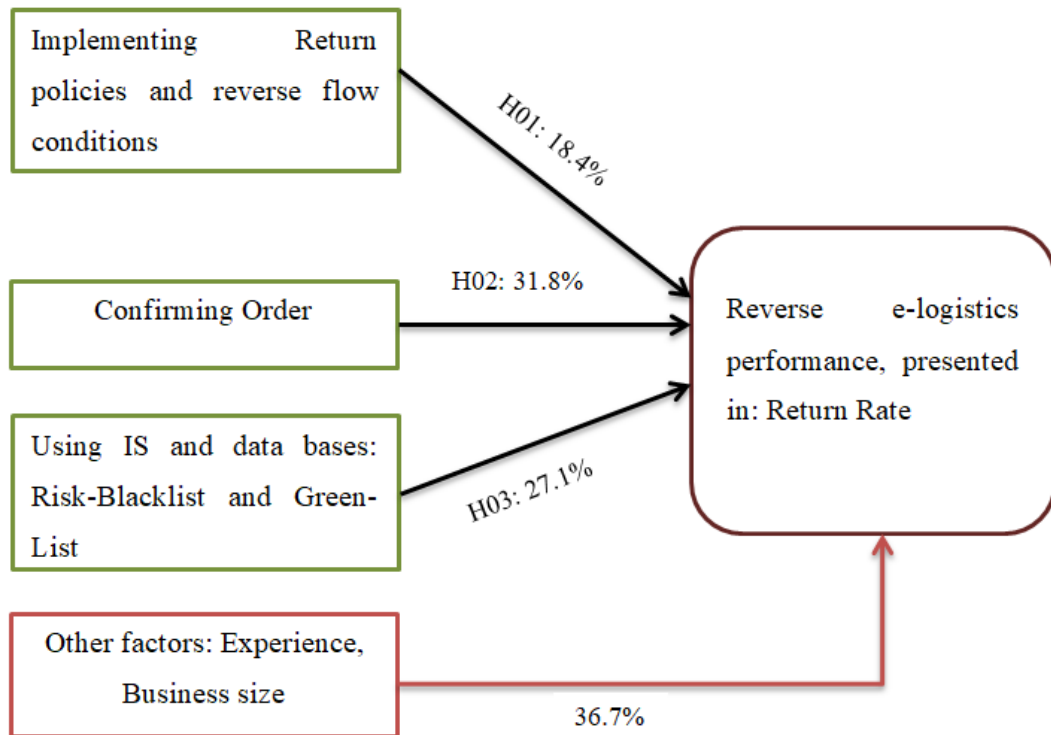 Implementing Return
policies and reverse flow
conditions
H01: 18.4%
H02: 31.8%
Confirming Order
Reverse e-logistics
performance, presented
in: Return Rate
Using IS and data bases:
Risk-Blacklist and Green-
List
H03: 27.1%
Other factors: Experience,
Business size
36.7%